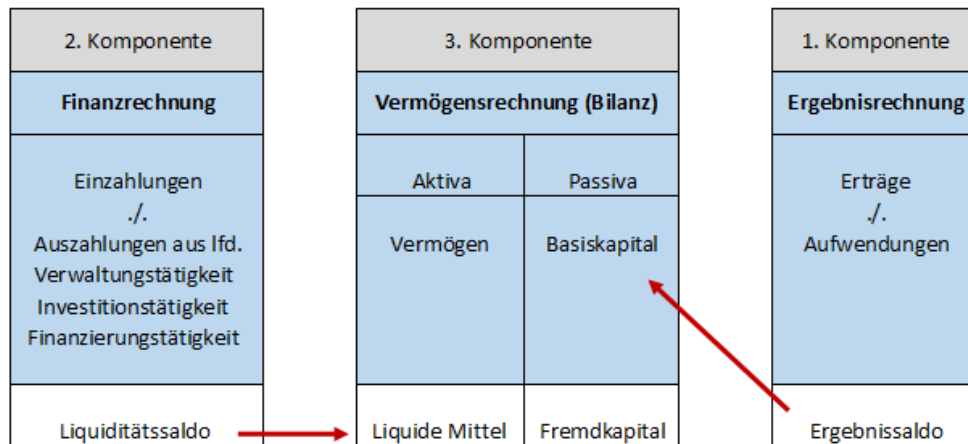 2. Komponente
Finanzrechnung
Einzahlungen
./.
Auszahlungen aus lfd.
Verwaltungstätigkeit
Investitionstätigkeit
Finanzierungstätigkeit
Liquiditätssaldo
3. Komponente
Vermögensrechnung (Bilanz)
Aktiva
Passiva
Vermögen
Basiskapital
Liquide Mittel
Fremdkapital
1. Komponente
Ergebnisrechnung
Erträge
./.
Aufwendungen
Ergebnissaldo